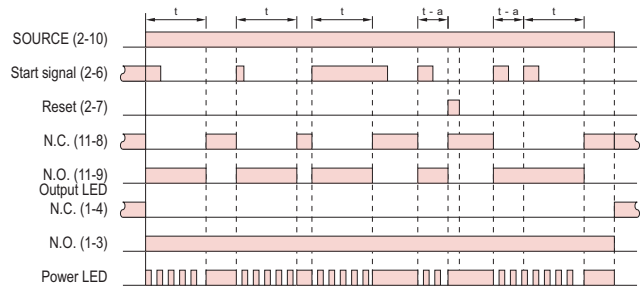 t t t t - a t - a t
SOURCE (2-10)
Start signal (2-6)
Reset (2-7)
N.C. (11-8)
N.O. (11-9)
Output LED
N.C. (1-4)
N.O. (1-3)
Power LED